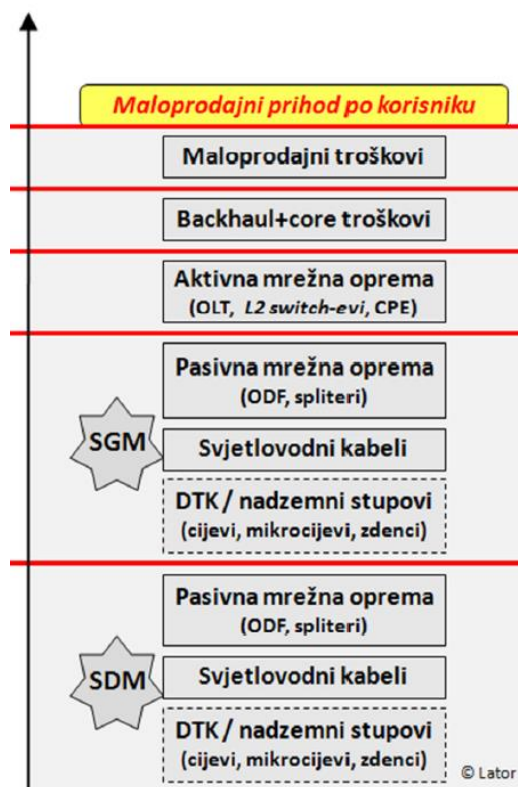 Maloprodajni prihod po korisniku
Maloprodajni troškovi
Backhaul+core troškovi
Aktivna mrežna oprema
(OLT, L2 switch-evi, CPE)
Pasivna mrežna oprema
(ODF, spliteri)
SGM
Svjetlovodni kabeli
DTK / nadzemni stupovi
(cijevi, mikrocijevi, zdenci)
Pasivna mrežna oprema
(ODF, spliteri)
SDM
Svjetlovodni kabeli
DTK / nadzemni stupovi
(cijevi, mikrocijevi, zdenci)
© Lator